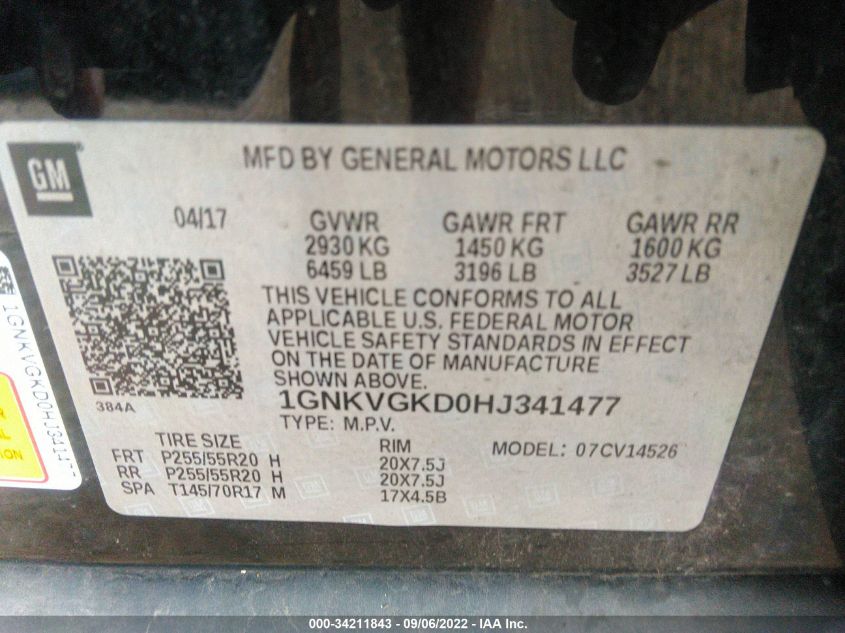 GM
MFD BY GENERAL MOTORS LLC
04/17 GVWR GAWR FRT GAWR RR
2930 KG 1450 KG 1600 KG
6459 LB 3196 LB 3527 LB
THIS VEHICLE CONFORMS TO ALL
APPLICABLE U.S. FEDERAL MOTOR
VEHICLE SAFETY STANDARDS IN EFFECT
ON THE DATE OF MANUFACTURE
SHOWN ABOVE.
384A
1GNKVGKD0HJ341477
TYPE: M.P.V.
TIRE SIZE RIM MODEL: 07CV14526
FRT P255/55R20 H 20X7.5J
RR P255/55R20 H 20X7.5J
SPA T145/70R17 M 17X4.5B
000-34211843 - 09/06/2022 - IAA Inc.